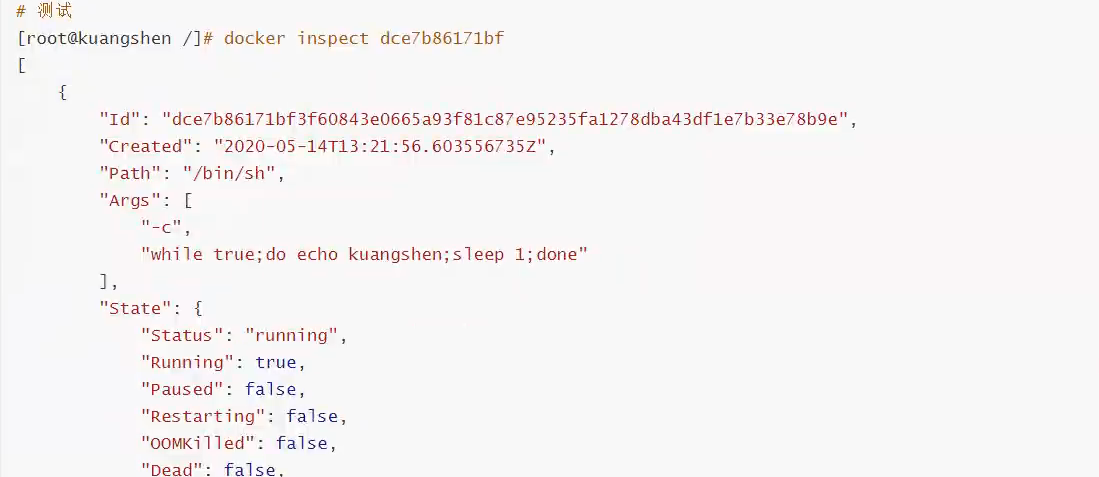 # 测试
[root@kuangshen /]# docker inspect dce7b86171bf
[
    {
        "Id": "dce7b86171bf3f60843e0665a93f81c87e95235fa1278dba43df1e7b33e78b9e",
        "Created": "2020-05-14T13:21:56.603556735Z",
        "Path": "/bin/sh",
        "Args": [
            "-c",
            "while true;do echo kuangshen;sleep 1;done"
        ],
        "State": {
            "Status": "running",
            "Running": true,
            "Paused": false,
            "Restarting": false,
            "OOMKilled": false,
            "Dead": false,